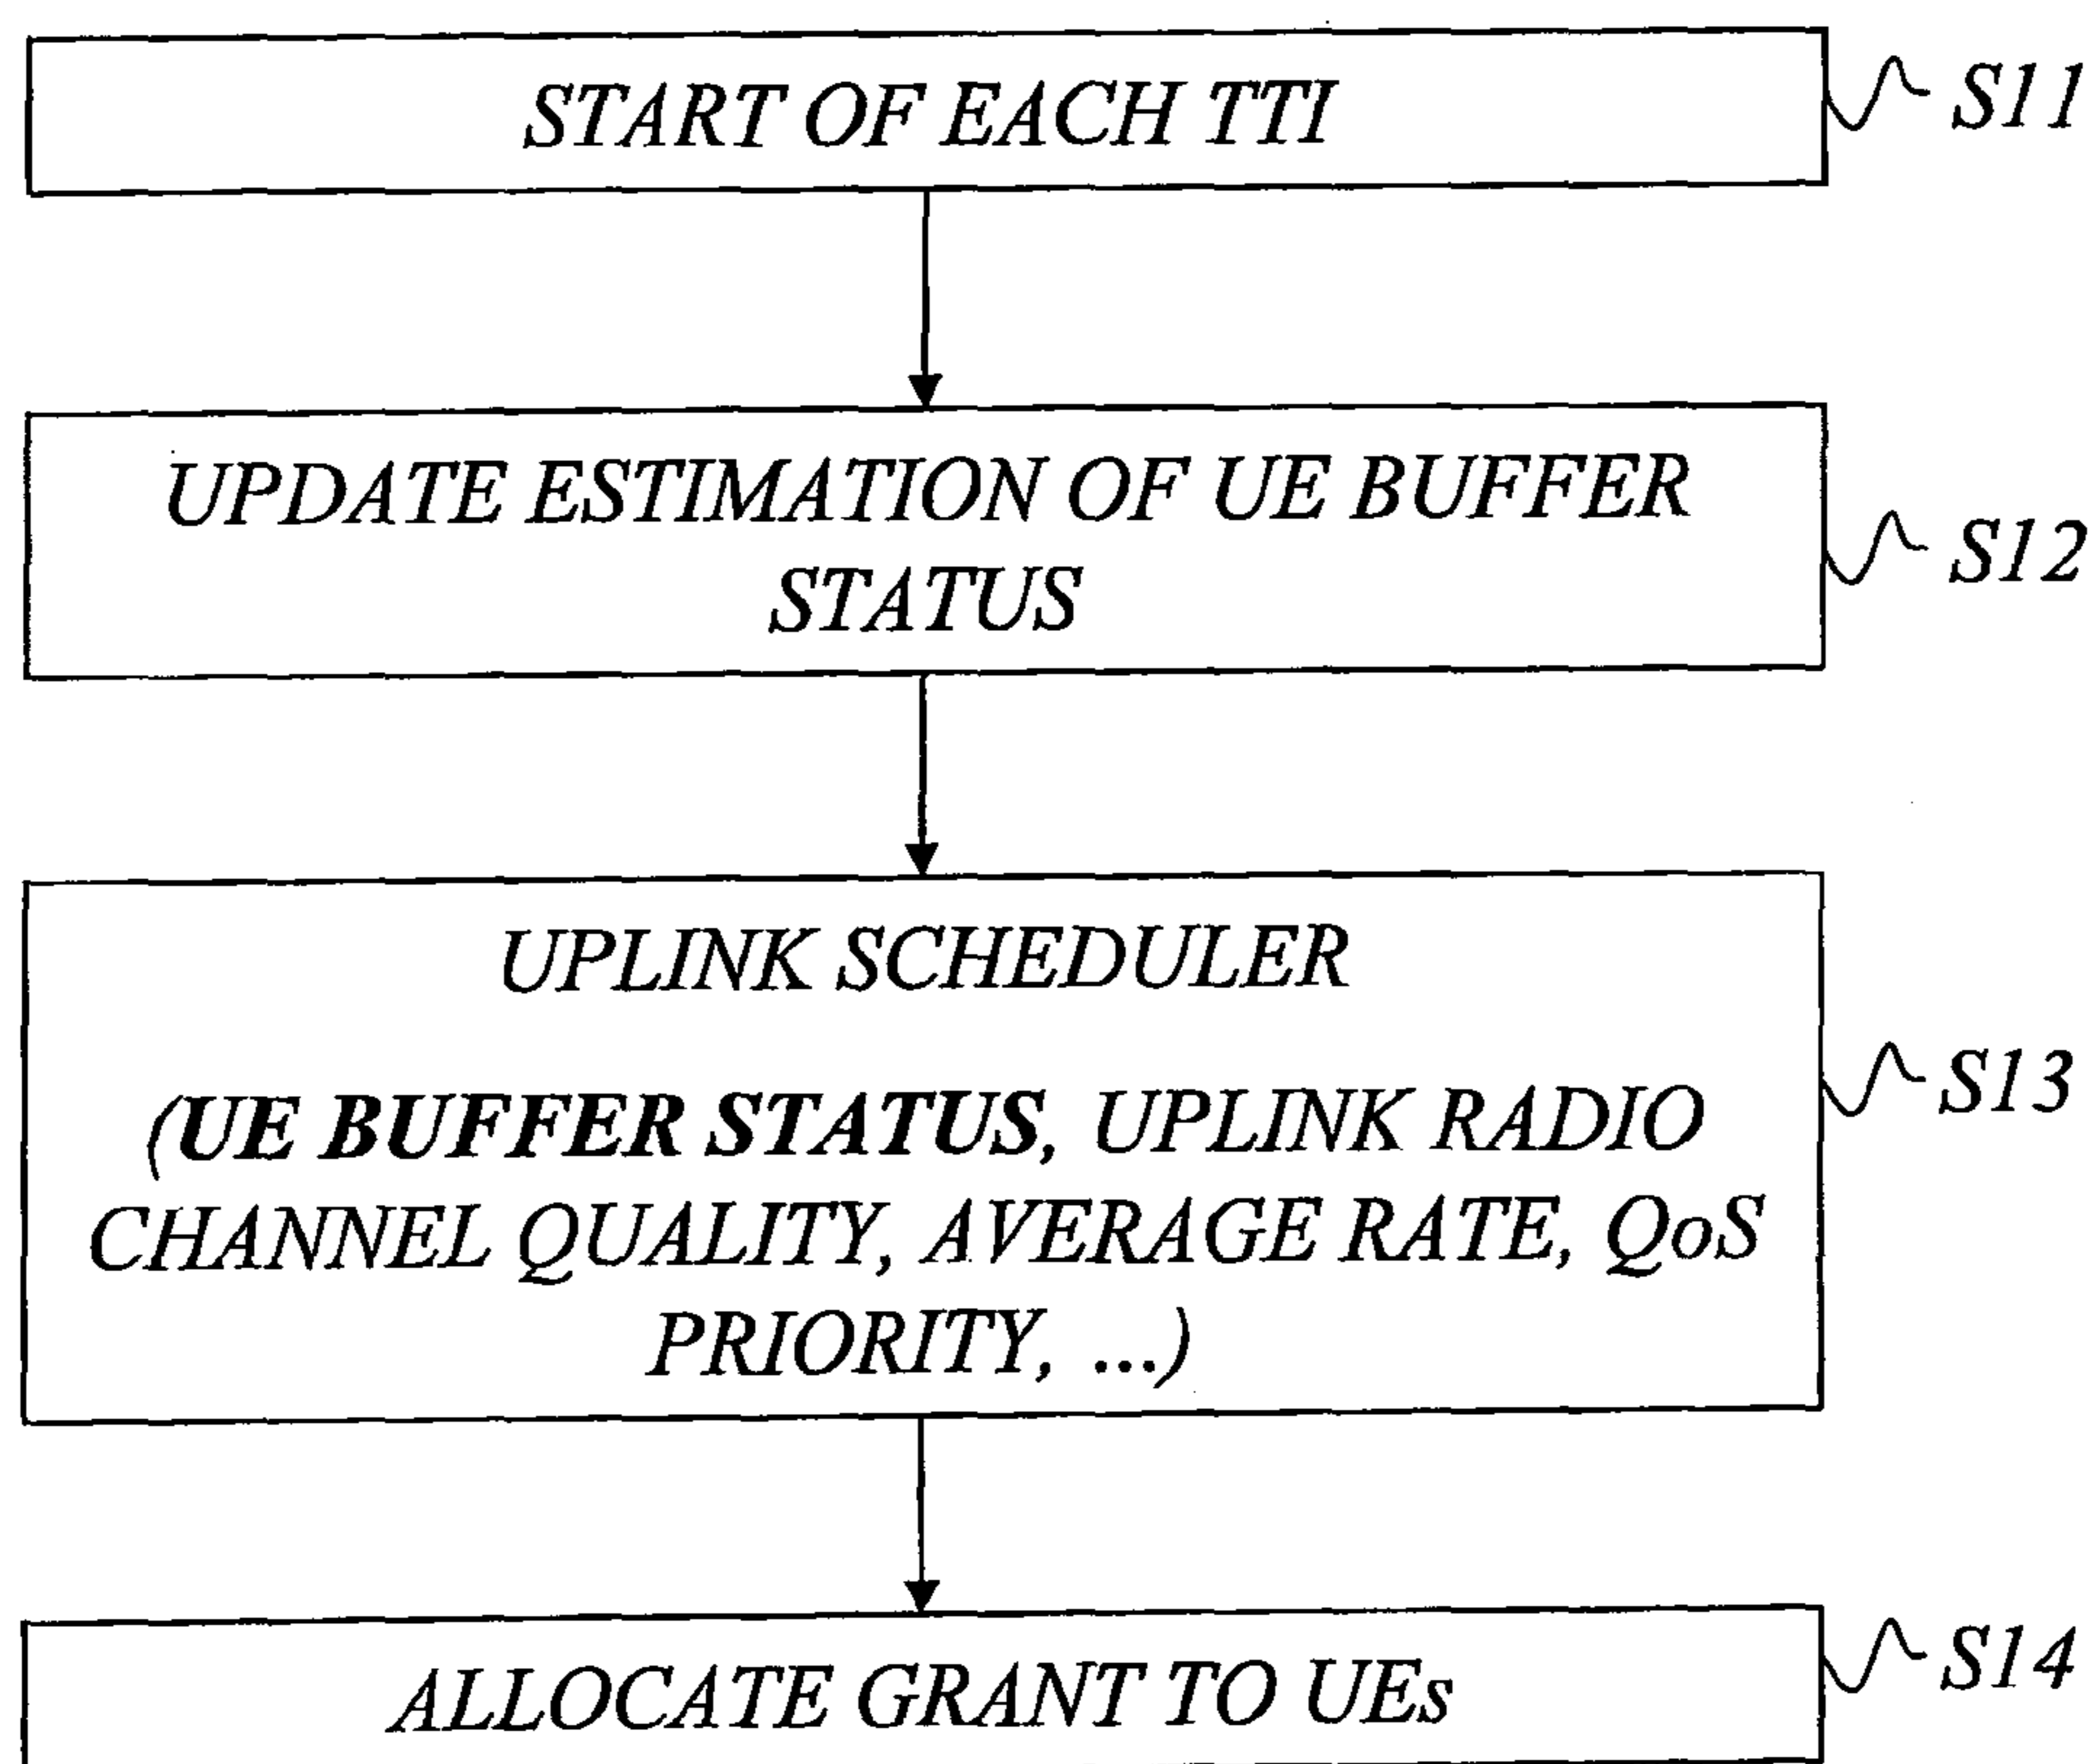 START OF EACH TTI
S11
UPDATE ESTIMATION OF UE BUFFER
STATUS
S12
UPLINK SCHEDULER
(UE BUFFER STATUS, UPLINK RADIO
CHANNEL QUALITY, AVERAGE RATE, QoS
PRIORITY, ...)
S13
ALLOCATE GRANT TO UEs
S14